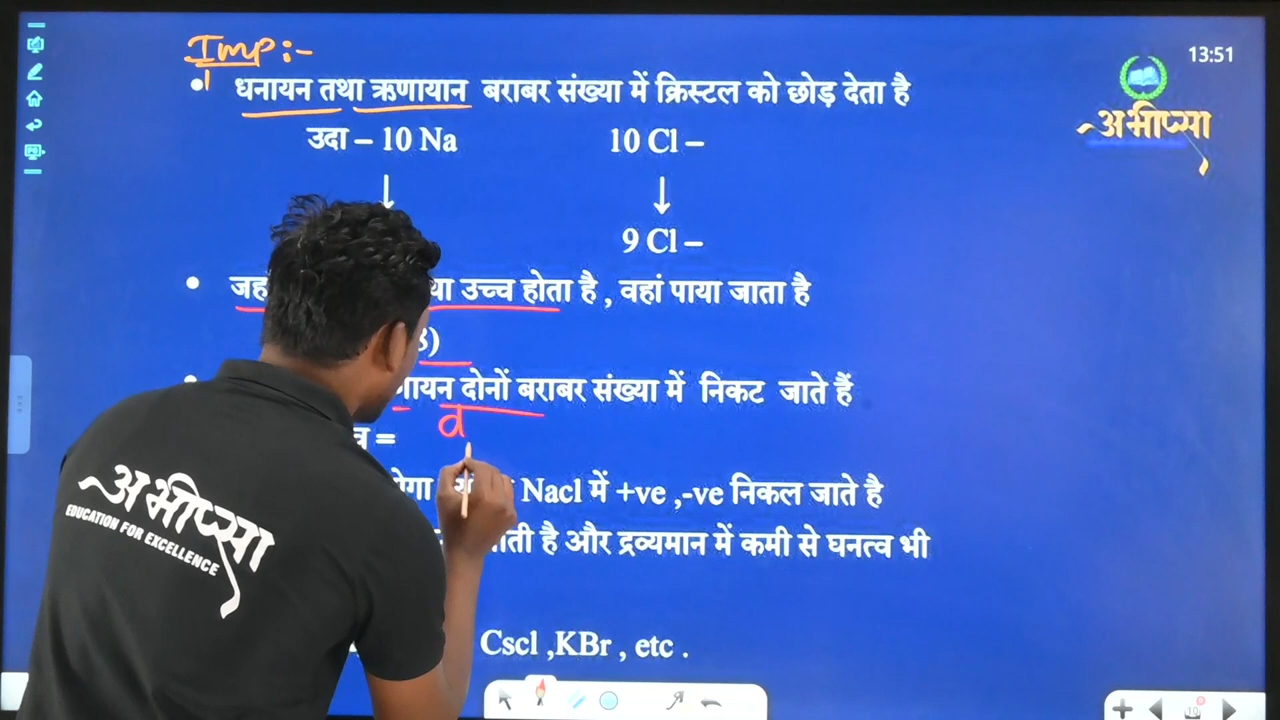 Imp :-
13:51
• धनायन तथा ऋणायान बराबर संख्या में क्रिस्टल को छोड़ देता है
अभीप्सा
उदा – 10 Na 10 Cl –
↓ ↓
9 Cl –
• उच्च होता है , वहां पाया जाता है
8)
दोनों बराबर संख्या में निकट जाते हैं
=
d
Nacl में +ve ,-ve निकल जाते है
है और द्रव्यमान में कमी से घनत्व भी
Cscl ,KBr , etc .
अभीप्सा
EDUCATION FOR EXCELLENCE